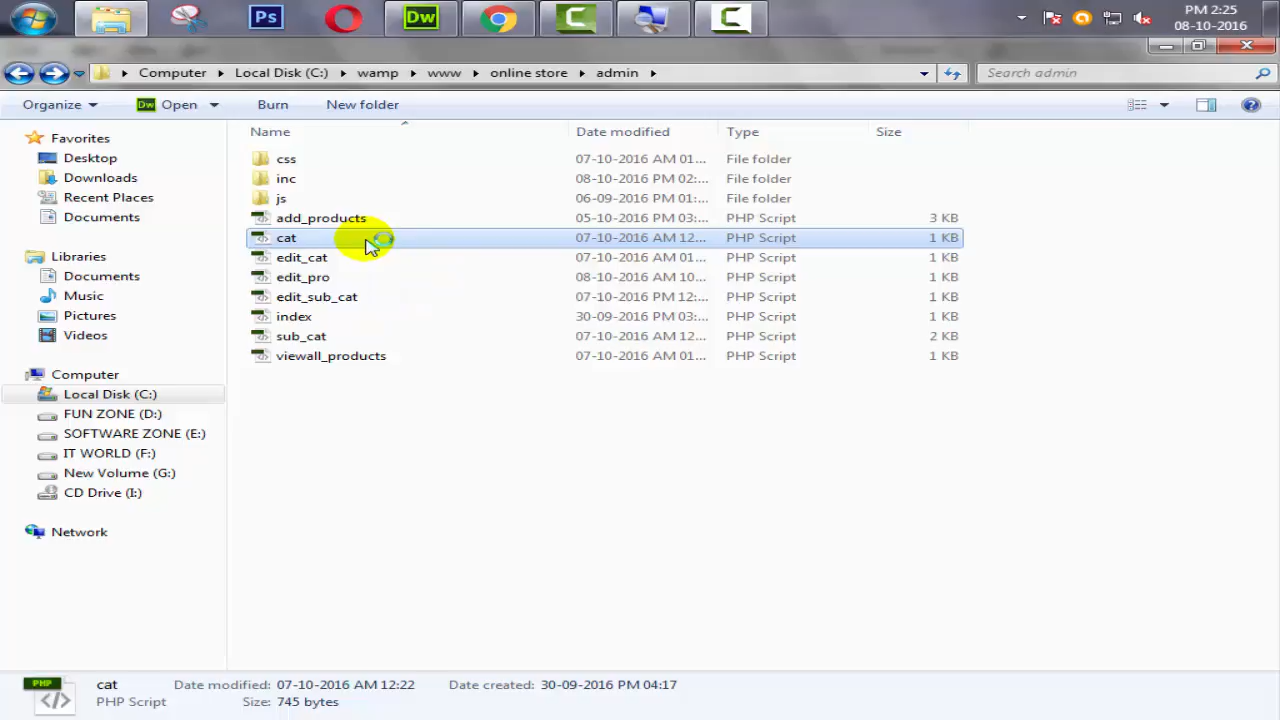 Ps
Dw
PM 2:25
08-10-2016
Computer
Local Disk (C:)
wamp
www
online store
admin
Search admin
Organize
Dw Open
Burn
New folder
Favorites
Desktop
Downloads
Recent Places
Documents
Libraries
Documents
Music
Pictures
Videos
Computer
Local Disk (C:)
FUN ZONE (D:)
SOFTWARE ZONE (E:)
IT WORLD (F:)
New Volume (G:)
CD Drive (I:)
Network
Name Date modified Type Size
css 07-10-2016 AM 01... File folder
inc 08-10-2016 PM 02:... File folder
js 06-09-2016 PM 01:... File folder
add_products 05-10-2016 PM 03:... PHP Script 3 KB
cat 07-10-2016 AM 12... PHP Script 1 KB
edit_cat 07-10-2016 AM 01... PHP Script 1 KB
edit_pro 08-10-2016 AM 10... PHP Script 1 KB
edit_sub_cat 07-10-2016 PM 12:... PHP Script 1 KB
index 30-09-2016 PM 03:... PHP Script 1 KB
sub_cat 07-10-2016 AM 12... PHP Script 2 KB
viewall_products 07-10-2016 AM 01... PHP Script 1 KB
PHP
cat Date modified: 07-10-2016 AM 12:22 Date created: 30-09-2016 PM 04:17
PHP Script Size: 745 bytes